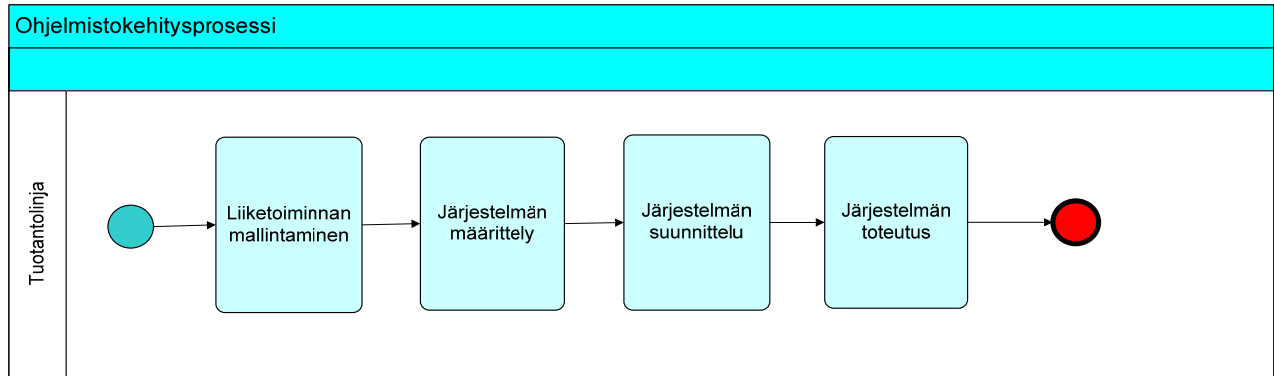 Ohjelmistokehitysprosessi
Tuotantolinja
Liiketoiminnan
mallintaminen
Järjestelmän
määrittely
Järjestelmän
suunnittelu
Järjestelmän
toteutus